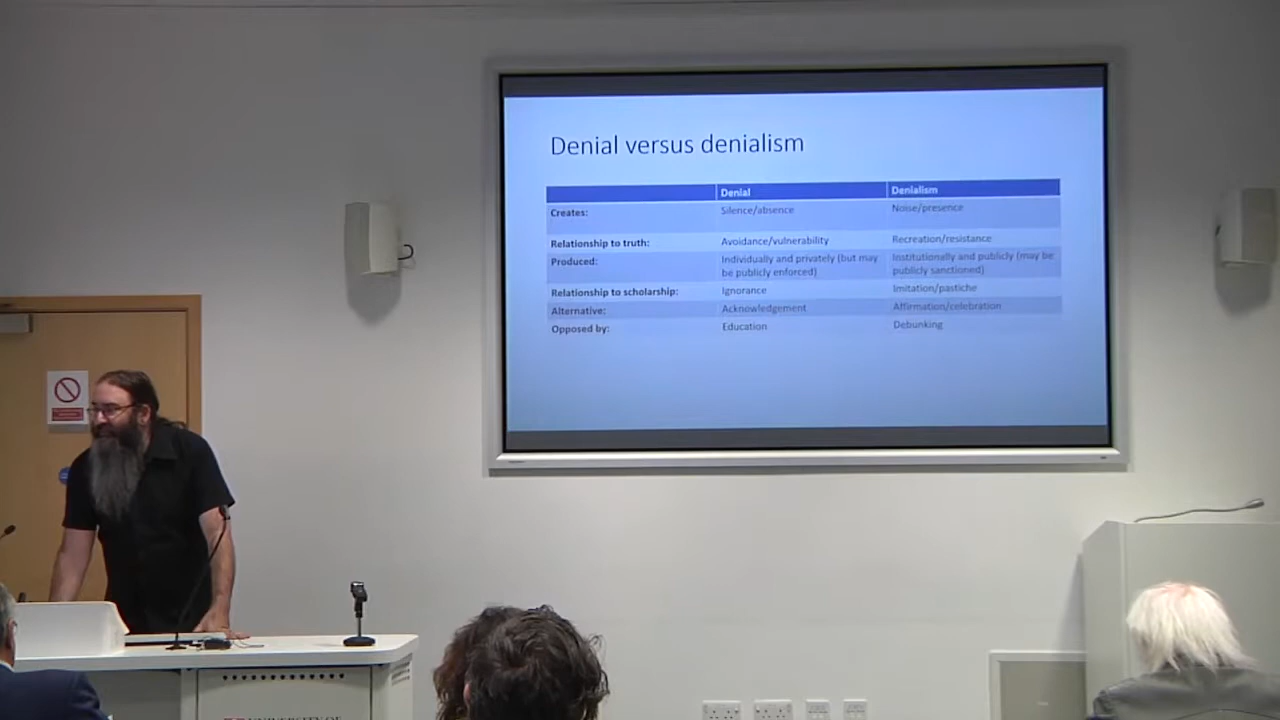 Denial versus denialism
Denial Denialism
Creates: Silence/absence Noise/presence
Relationship to truth: Avoidance/vulnerability Recreation/resistance
Produced: Individually and privately (but may Institutionally and publicly (may be
be publicly enforced) publicly sanctioned)
Relationship to scholarship: Ignorance Imitation/pastiche
Alternative: Acknowledgement Affirmation/celebration
Opposed by: Education Debunking
UNIVERSITY OF